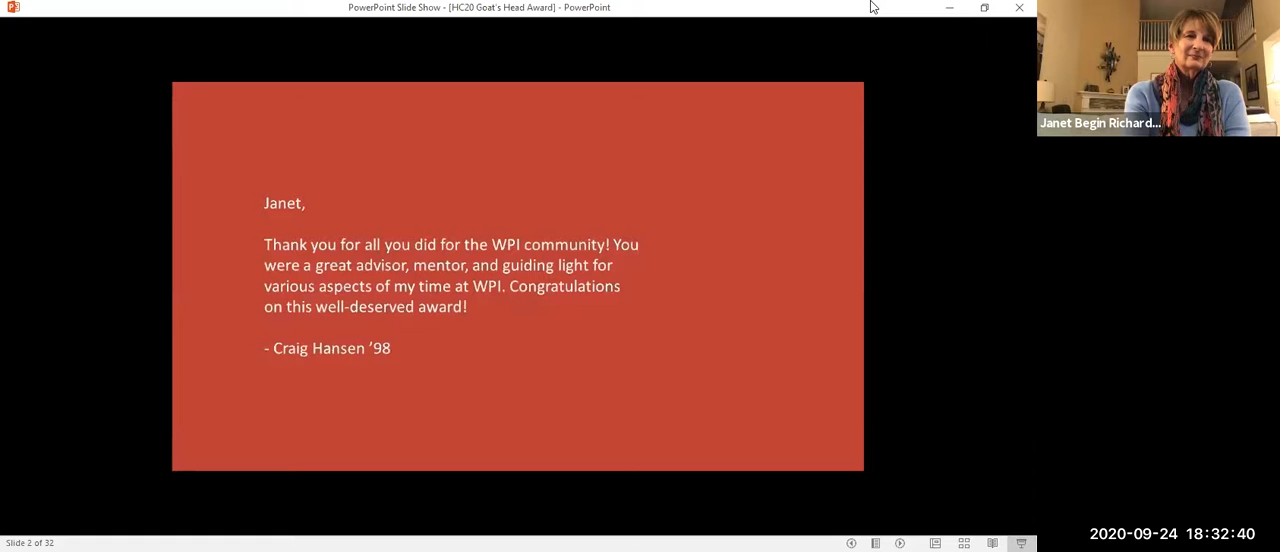 PowerPoint Slide Show - [HC20 Goat's Head Award] - PowerPoint
Janet Begin Richard...
Janet,
Thank you for all you did for the WPI community! You
were a great advisor, mentor, and guiding light for
various aspects of my time at WPI. Congratulations
on this well-deserved award!
- Craig Hansen ’98
2020-09-24 18:32:40
Slide 2 of 32